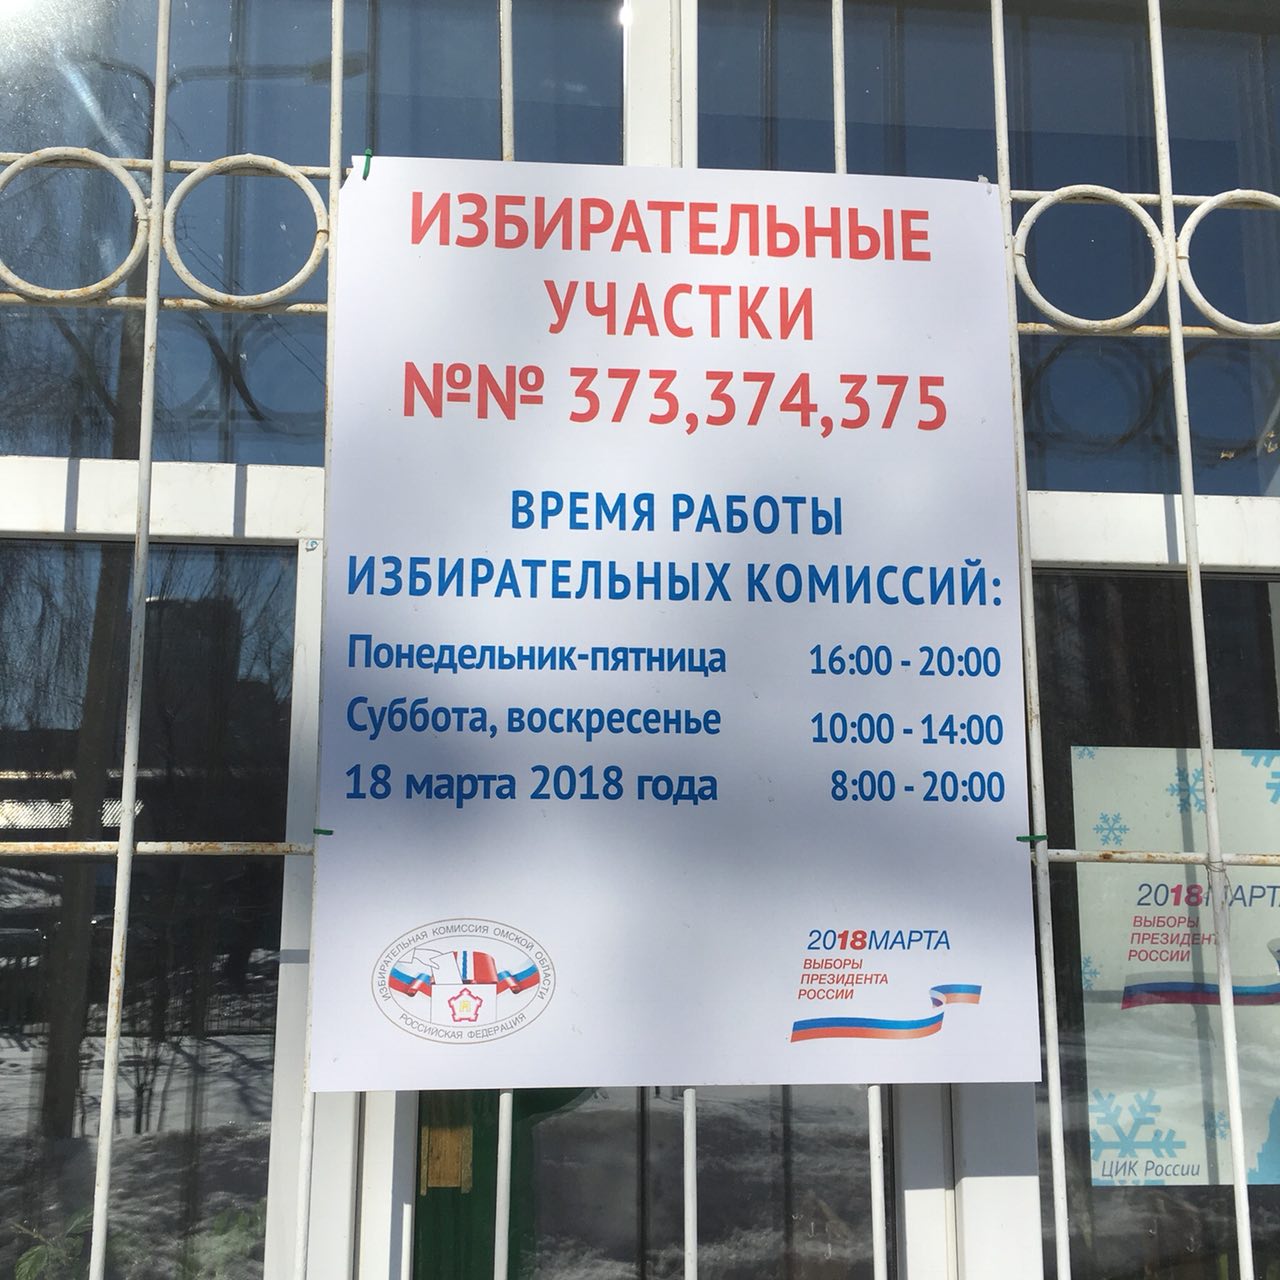 ИЗБИРАТЕЛЬНЫЕ
УЧАСТКИ
№№ 373,374,375
ВРЕМЯ РАБОТЫ
ИЗБИРАТЕЛЬНЫХ КОМИССИЙ:
Понедельник-пятница 16:00 - 20:00
Суббота, воскресенье 10:00 - 14:00
18 марта 2018 года 8:00 - 20:00
ИЗБИРАТЕЛЬНАЯ КОМИССИЯ ОМСКОЙ ОБЛАСТИ
РОССИЙСКАЯ ФЕДЕРАЦИЯ
2018МАРТА
ВЫБОРЫ
ПРЕЗИДЕНТА
РОССИИ
2018МАРТА
ВЫБОРЫ
ПРЕЗИДЕНТ
РОССИИ
ЦИК России